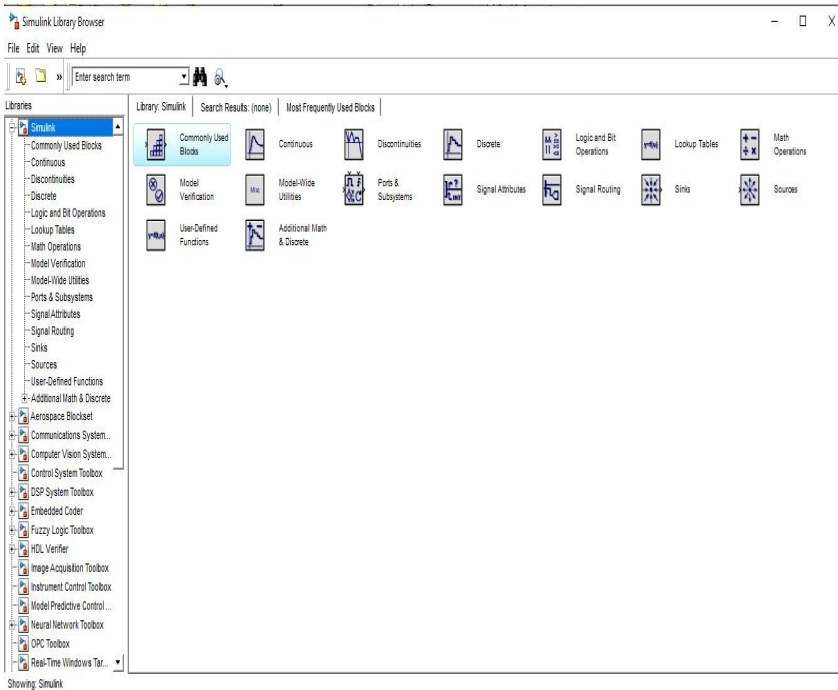 Simulink Library Browser
File Edit View Help
» Enter search term
Libraries
Library: Simulink Search Results: (none) Most Frequently Used Blocks
Simulink
Commonly Used Blocks
Continuous
Discontinuities
Discrete
Logic and Bit Operations
Lookup Tables
Math Operations
Model Verification
Model-Wide Utilities
Ports & Subsystems
Signal Attributes
Signal Routing
Sinks
Sources
User-Defined Functions
Additional Math & Discrete
Aerospace Blockset
Communications System...
Computer Vision System...
Control System Toolbox
DSP System Toolbox
Embedded Coder
Fuzzy Logic Toolbox
HDL Verifier
Image Acquisition Toolbox
Instrument Control Toolbox
Model Predictive Control ...
Neural Network Toolbox
OPC Toolbox
Real-Time Windows Tar...
Commonly Used
Blocks
Continuous
Discontinuities
Discrete
Logic and Bit
Operations
y=f(u)
Lookup Tables
Math
Operations
Model
Verification
Misc
Model-Wide
Utilities
Ports &
Subsystems
Signal Attributes
Signal Routing
Sinks
Sources
User-Defined
Functions
Additional Math
& Discrete
Showing: Simulink